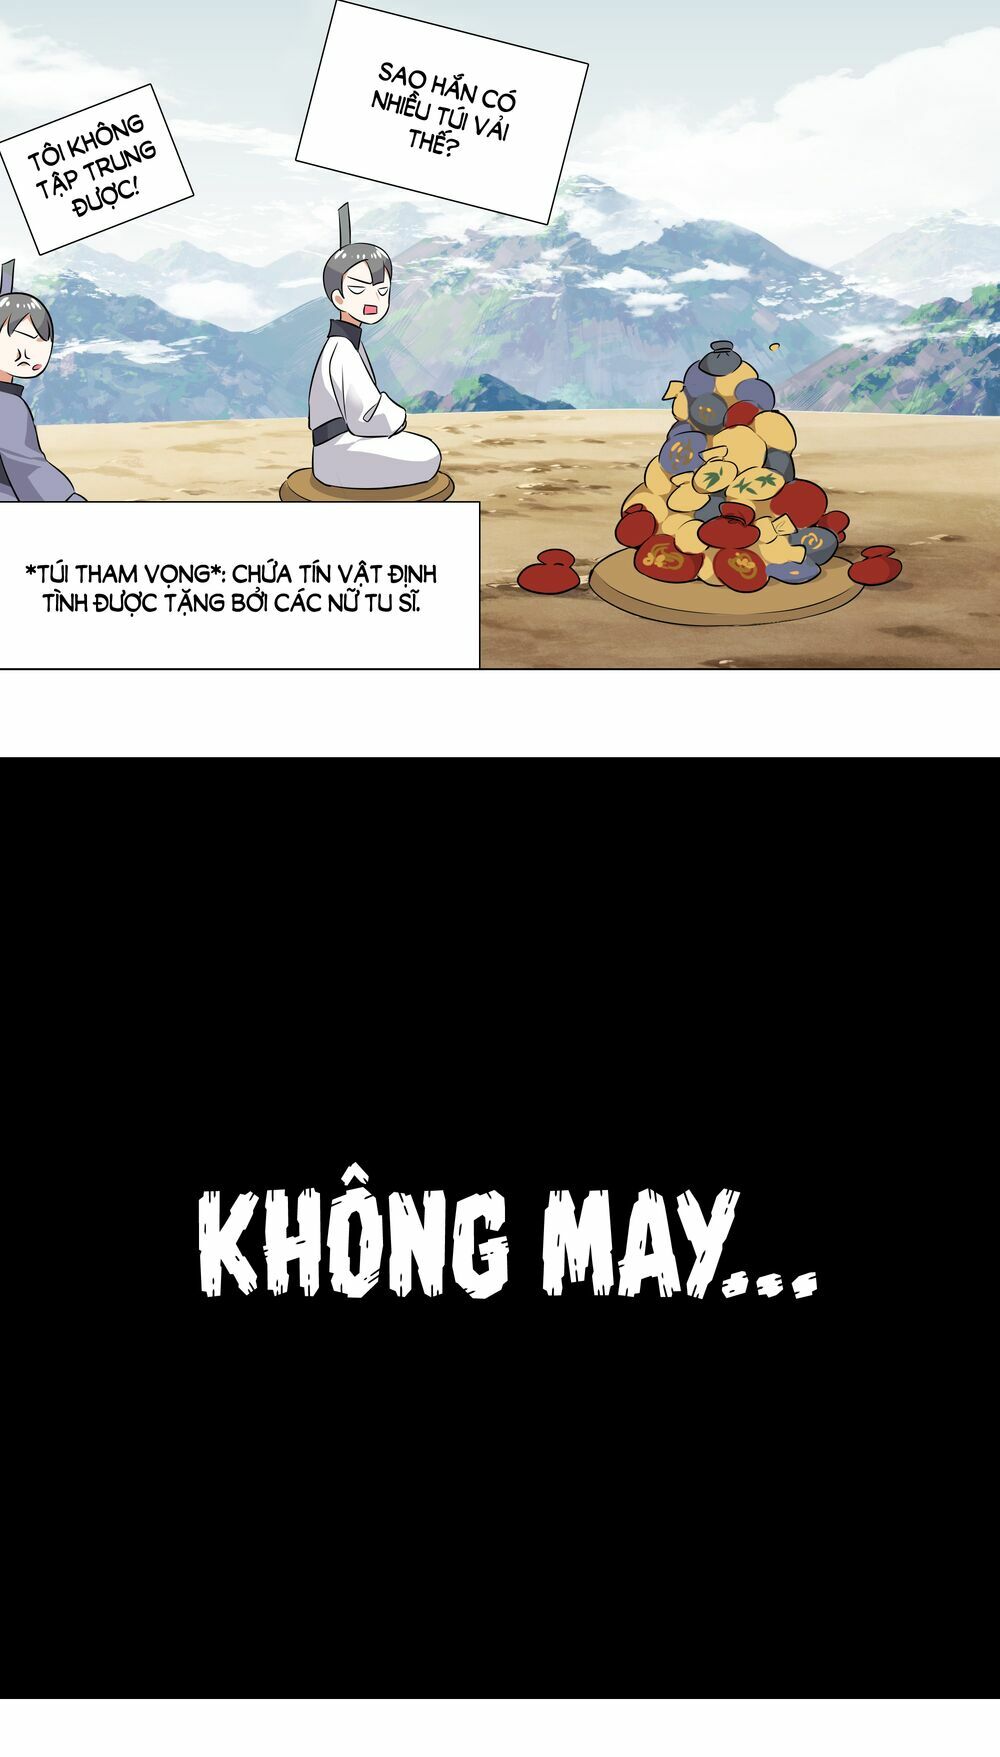 TÔI KHÔNG
TẬP TRUNG
ĐƯỢC!
SAO HẮN CÓ
NHIỀU TÚI VẢI
THẾ?
*TÚI THAM VỌNG*: CHỨA TÍN VẬT ĐỊNH
TÌNH ĐƯỢC TẶNG BỞI CÁC NỮ TU SĨ.
KHÔNG MAY...